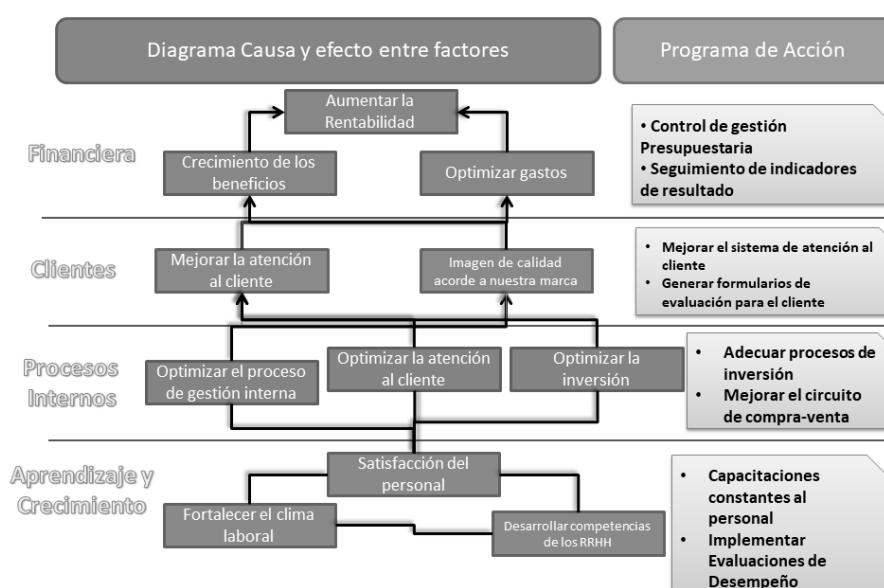 Diagrama Causa y efecto entre factores
Programa de Acción
Financiera
Aumentar la
Rentabilidad
Crecimiento de los
beneficios
Optimizar gastos
• Control de gestión
Presupuestaria
• Seguimiento de indicadores
de resultado
Clientes
Mejorar la atención
al cliente
Imagen de calidad
acorde a nuestra marca
• Mejorar el sistema de atención al
cliente
• Generar formularios de
evaluación para el cliente
Procesos
Internos
Optimizar el proceso
de gestión interna
Optimizar la atención
al cliente
Optimizar la
inversión
• Adecuar procesos de
inversión
• Mejorar el circuito
de compra-venta
Aprendizaje y
Crecimiento
Satisfacción del
personal
Fortalecer el clima
laboral
Desarrollar competencias
de los RRHH
• Capacitaciones
constantes al
personal
• Implementar
Evaluaciones de
Desempeño